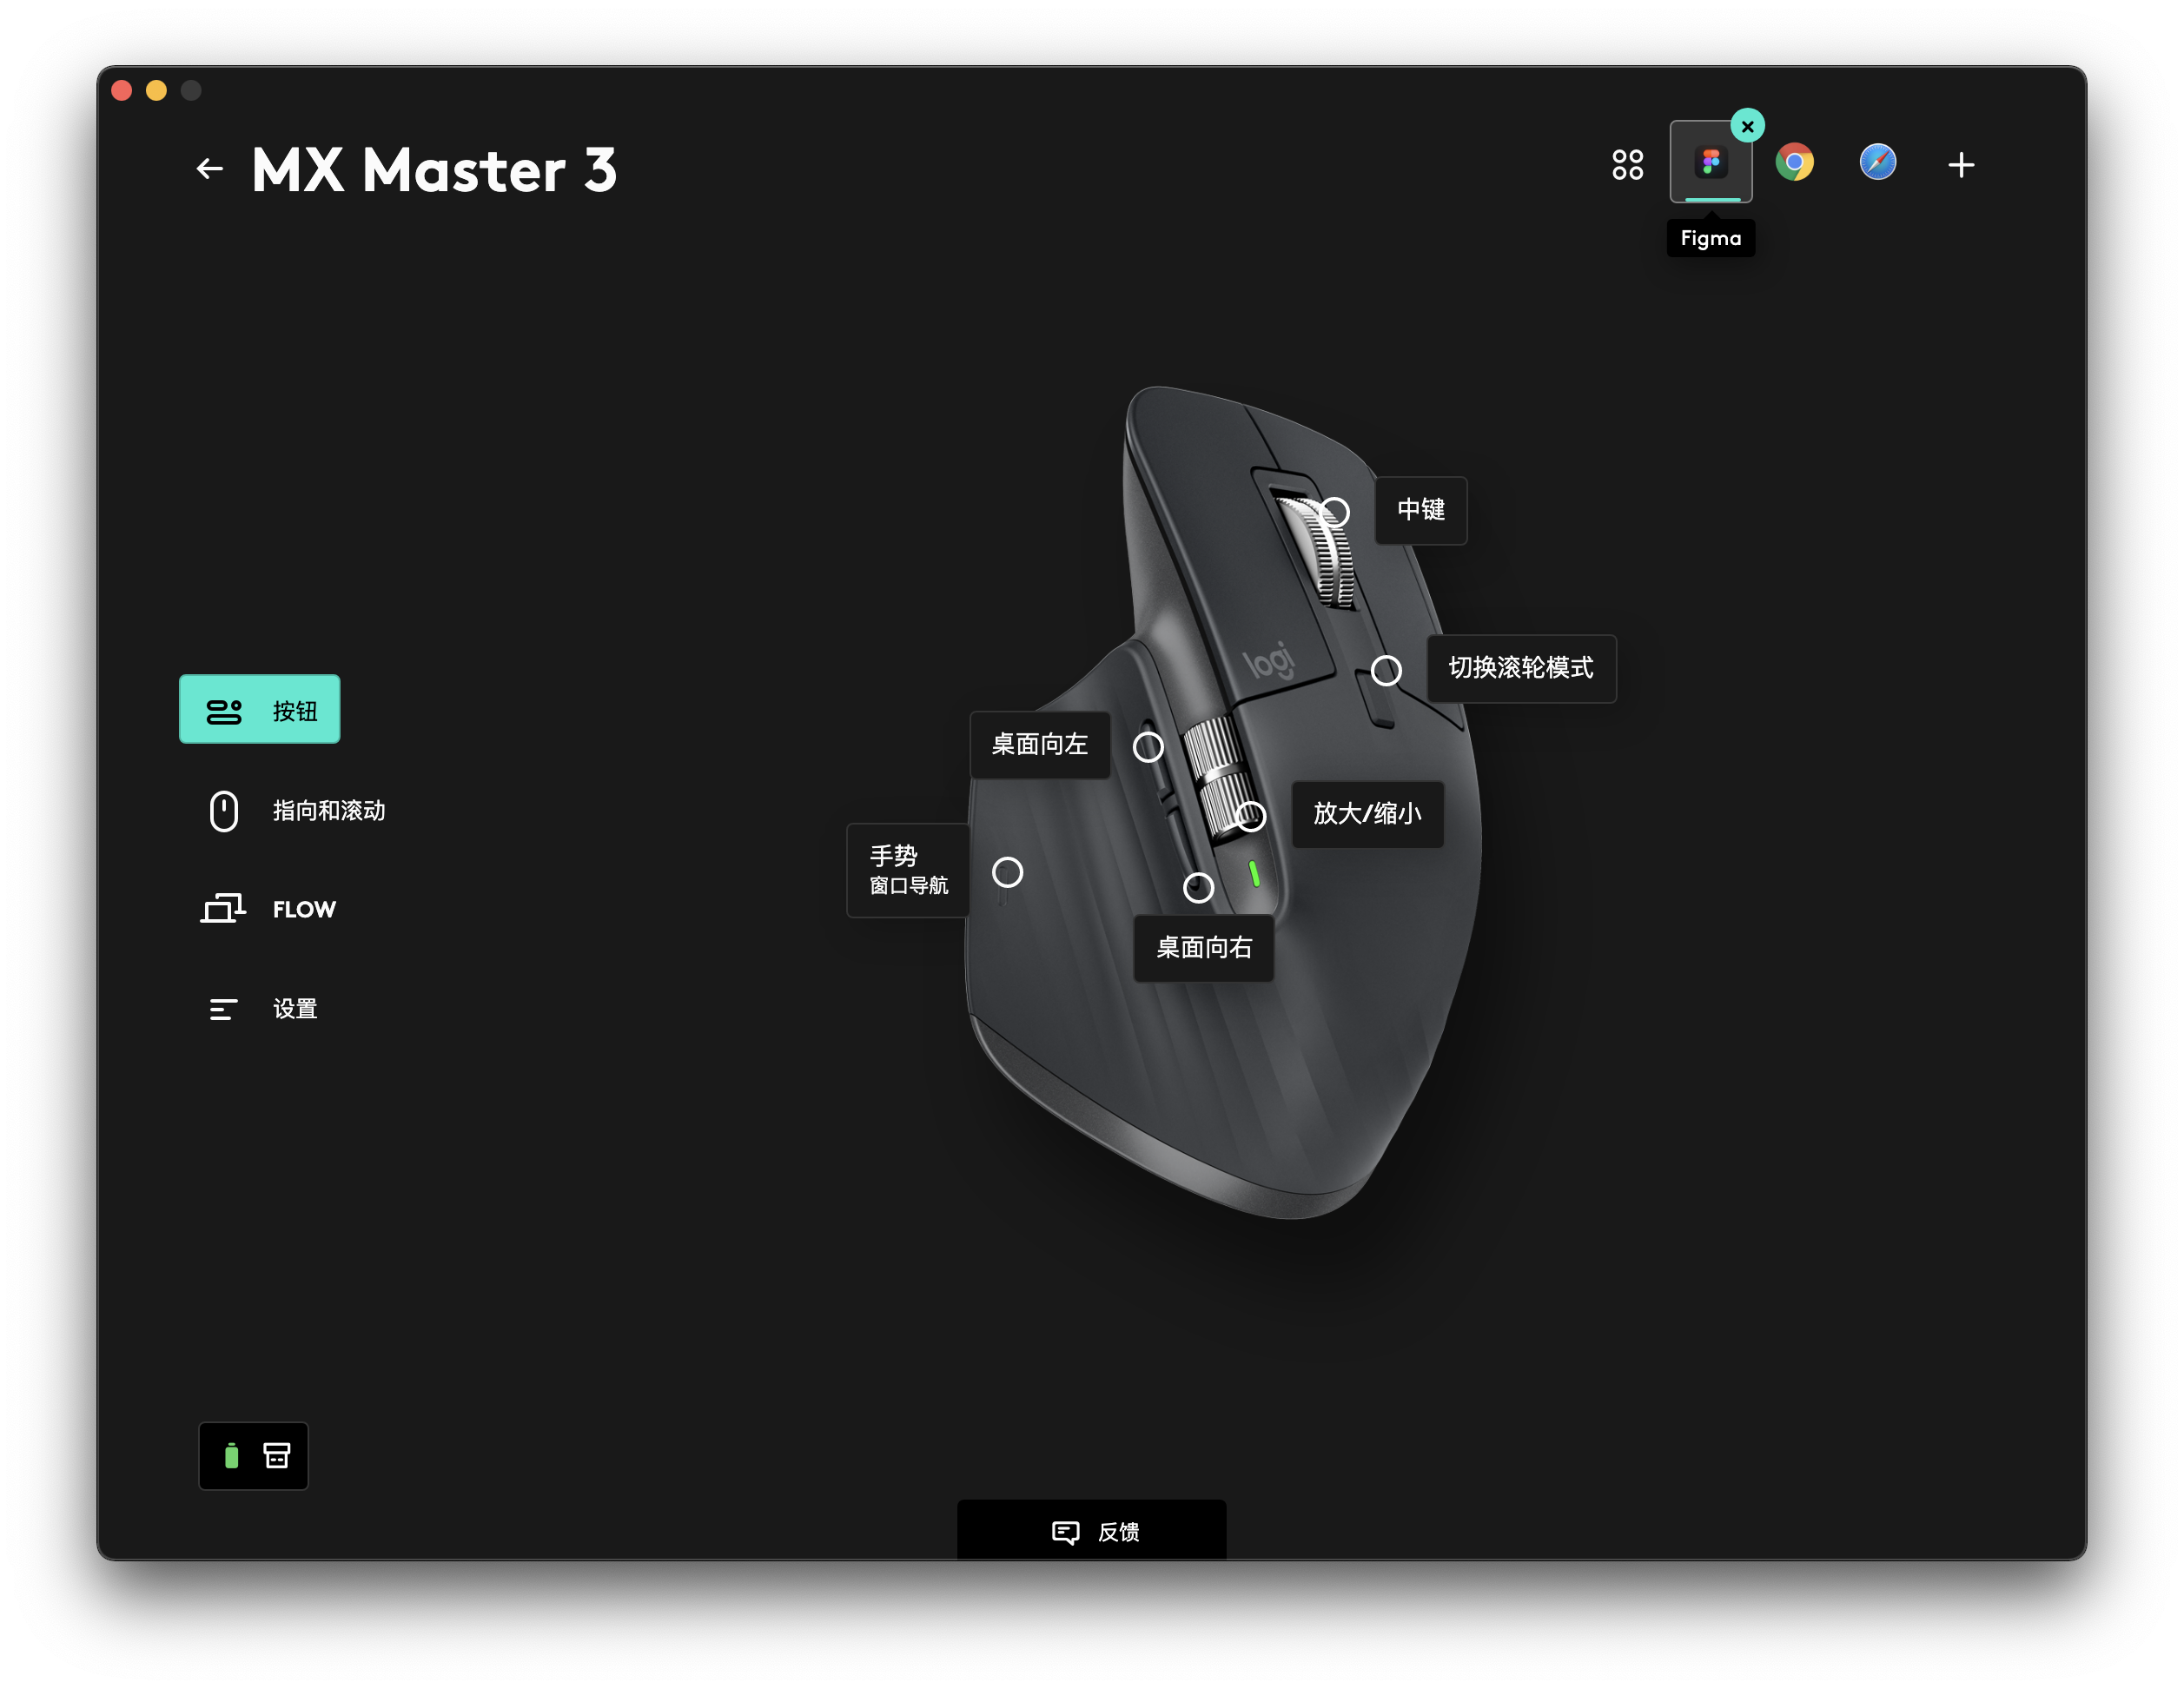 MX Master 3
Figma
中键
logi
切换滚轮模式
按钮
桌面向左
指向和滚动
放大/缩小
手势
窗口导航
FLOW
桌面向右
设置
反馈